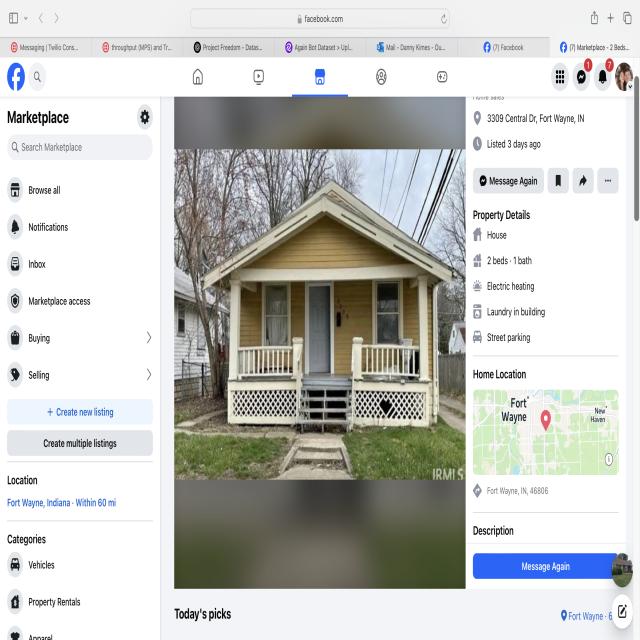 facebook.com
Messaging | Twilio Cons...
throughput (MPS) and Tr...
Project Freedom - Datas...
Again Bot Dataset > Upl...
Mail - Danny Kimes - Ou...
(7) Facebook
(7) Marketplace - 2 Beds...
1
7
Marketplace
Search Marketplace
Browse all
Notifications
Inbox
Marketplace access
Buying
Selling
+ Create new listing
Create multiple listings
Location
Fort Wayne, Indiana · Within 60 mi
Categories
Vehicles
Property Rentals
Apparel
IRMLS
Today's picks
Home Sales
3309 Central Dr, Fort Wayne, IN
Listed 3 days ago
Message Again
Property Details
House
2 beds · 1 bath
Electric heating
Laundry in building
Street parking
Home Location
Fort
Wayne
New
Haven
Fort Wayne, IN, 46806
Description
Message Again
Fort Wayne · 6